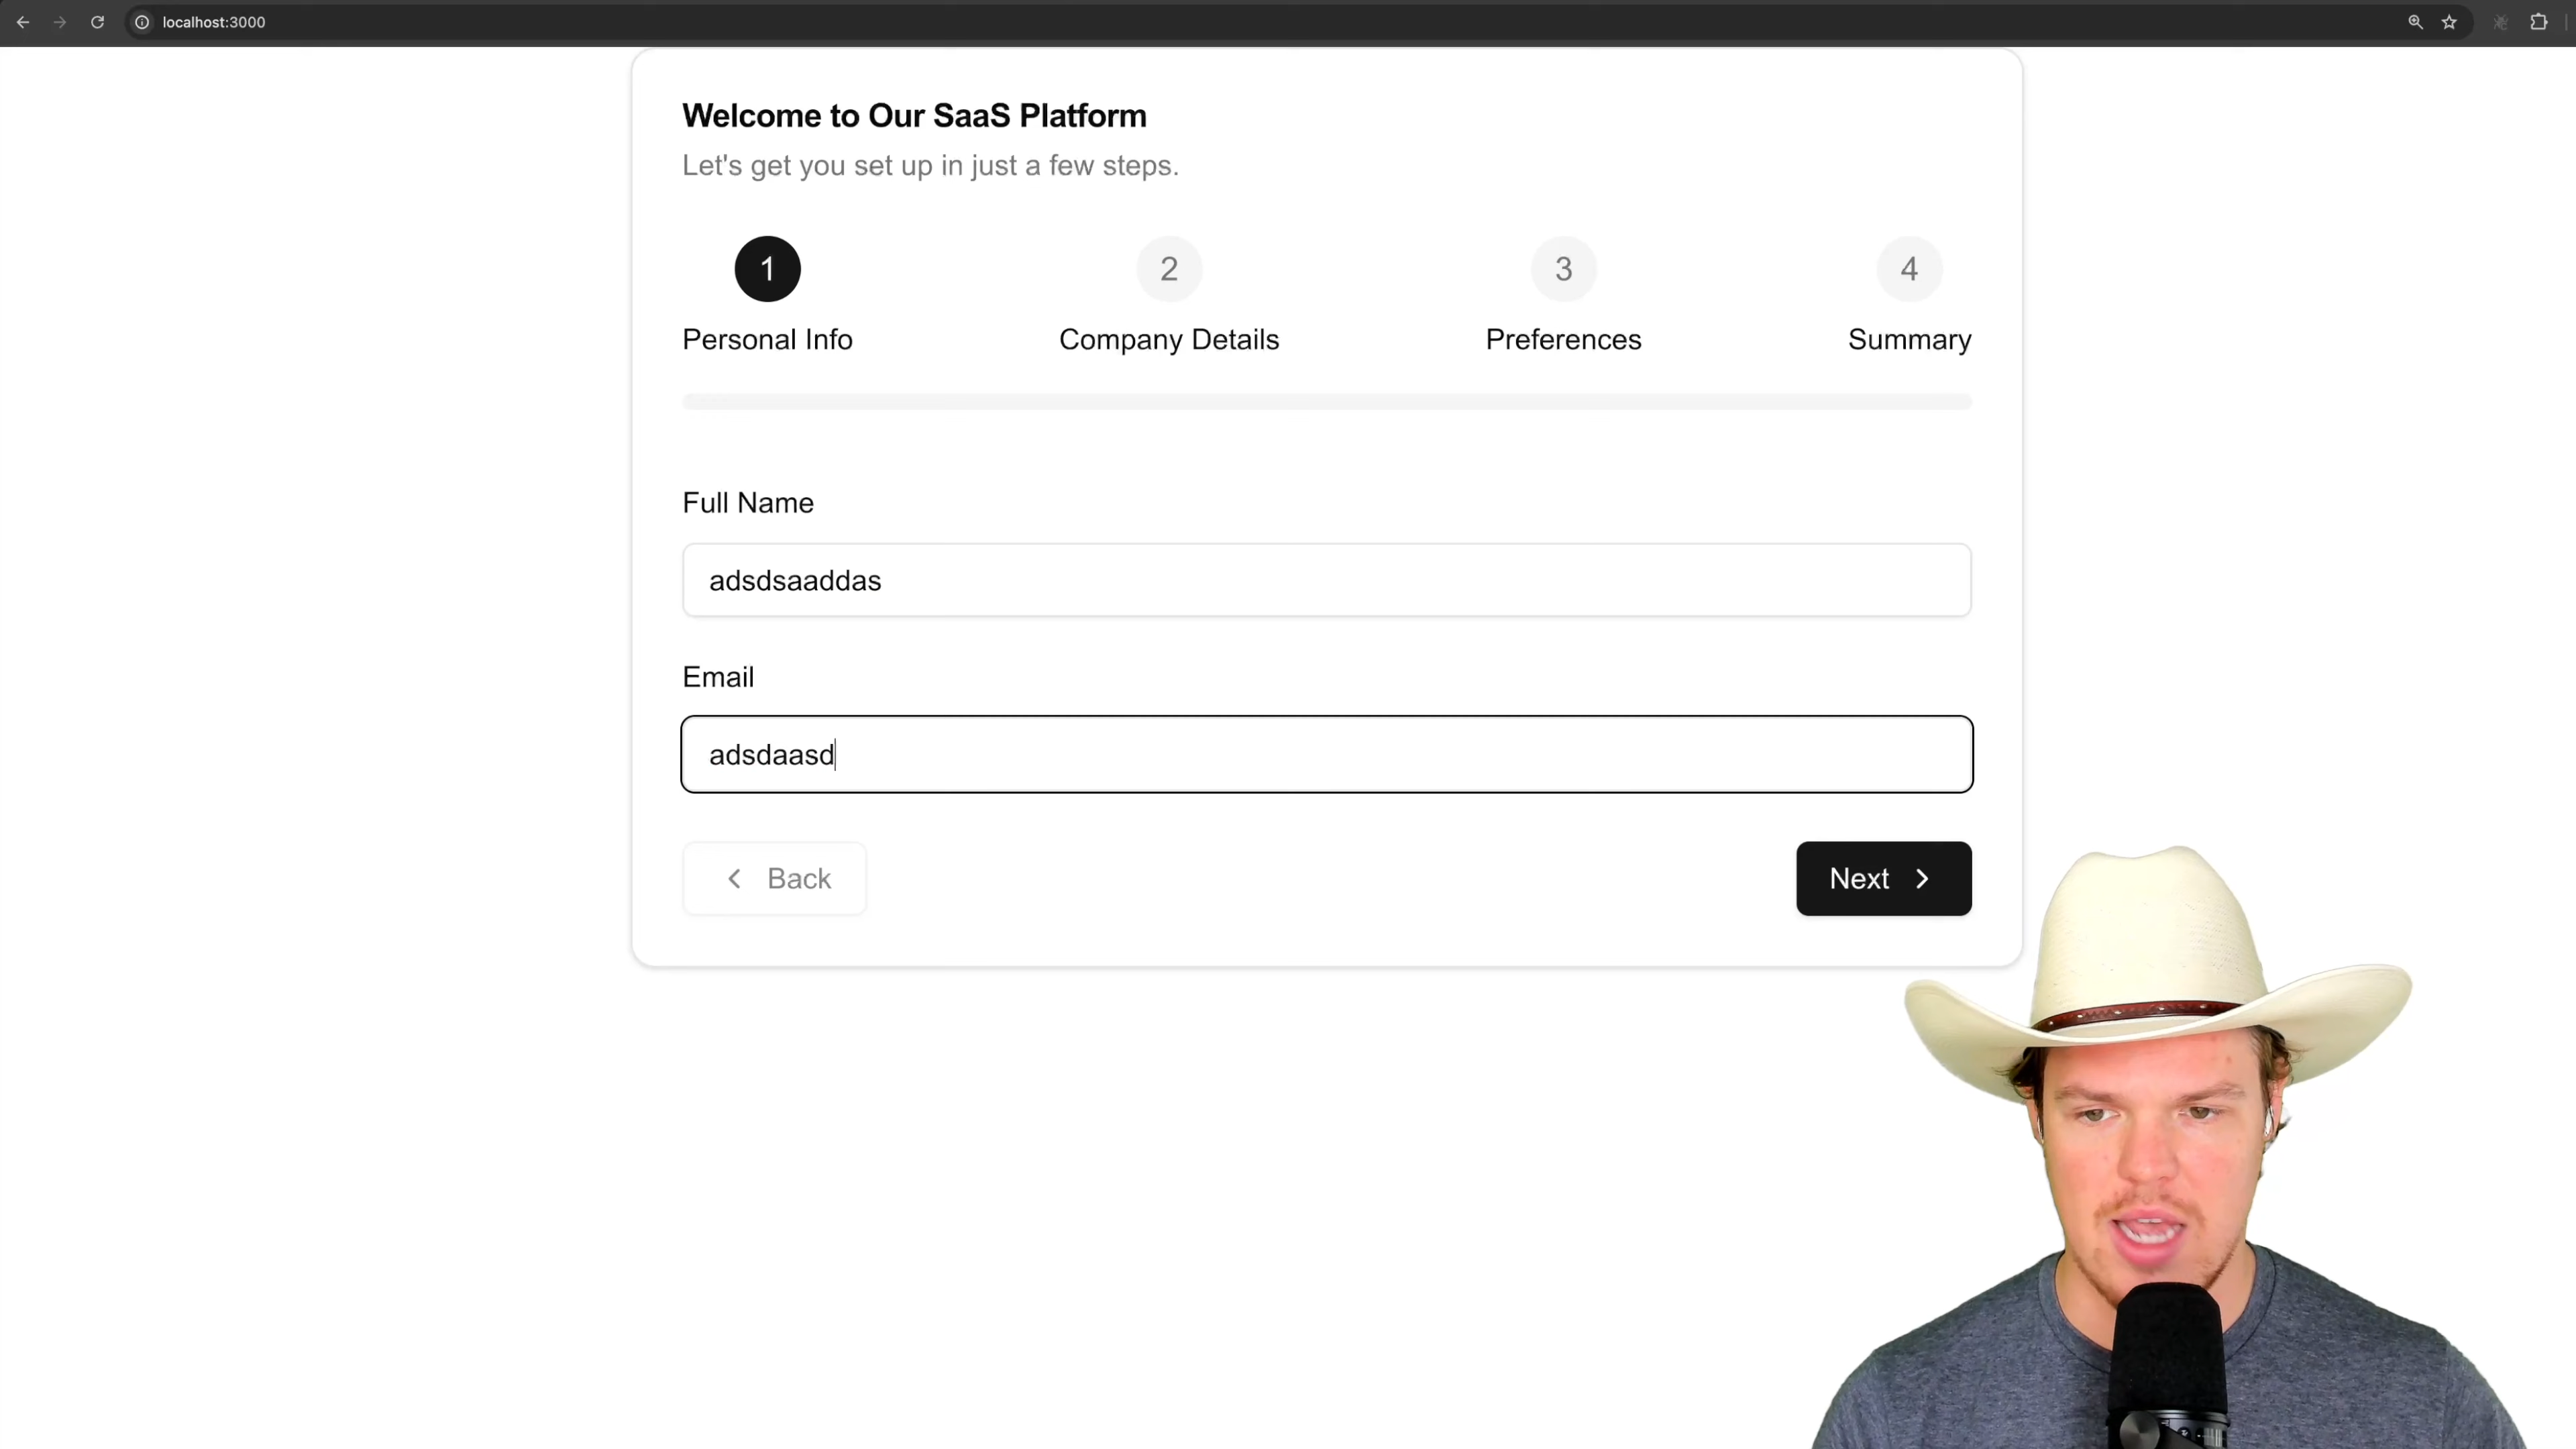 localhost:3000
Welcome to Our SaaS Platform
Let's get you set up in just a few steps.
1 2 3 4
Personal Info Company Details Preferences Summary
Full Name
adsdsaaddas
Email
adsdaasd
Back Next